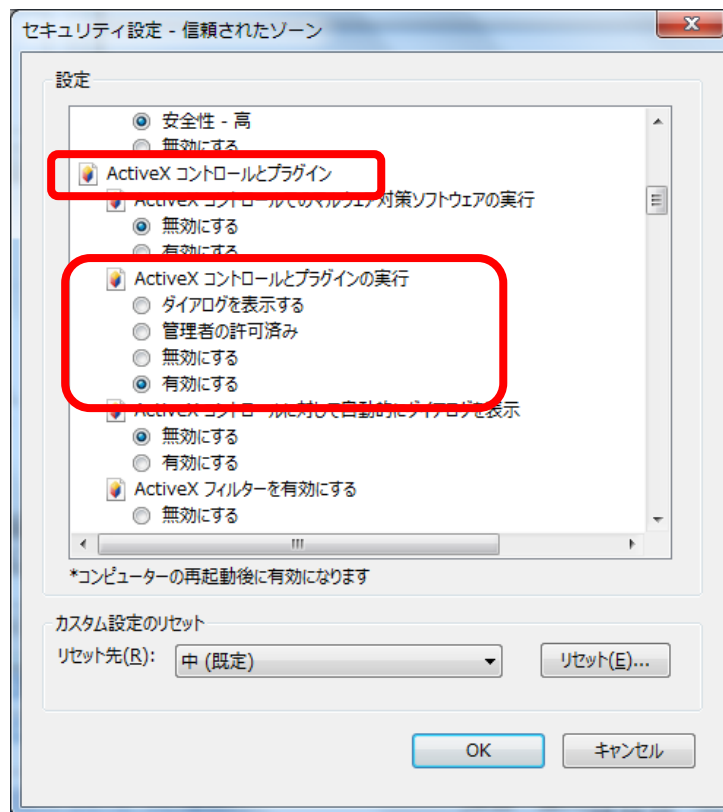 セキュリティ設定 - 信頼されたゾーン
設定
安全性 - 高
無効にする
ActiveX コントロールとプラグイン
ActiveX コントロールでのマルウェア対策ソフトウェアの実行
無効にする
有効にする
ActiveX コントロールとプラグインの実行
ダイアログを表示する
管理者の許可済み
無効にする
有効にする
ActiveX コントロールに対して自動的にダイアログを表示
無効にする
有効にする
ActiveX フィルターを有効にする
無効にする
*コンピューターの再起動後に有効になります
カスタム設定のリセット
リセット先(R): 中 (既定) リセット(E)...
OK キャンセル